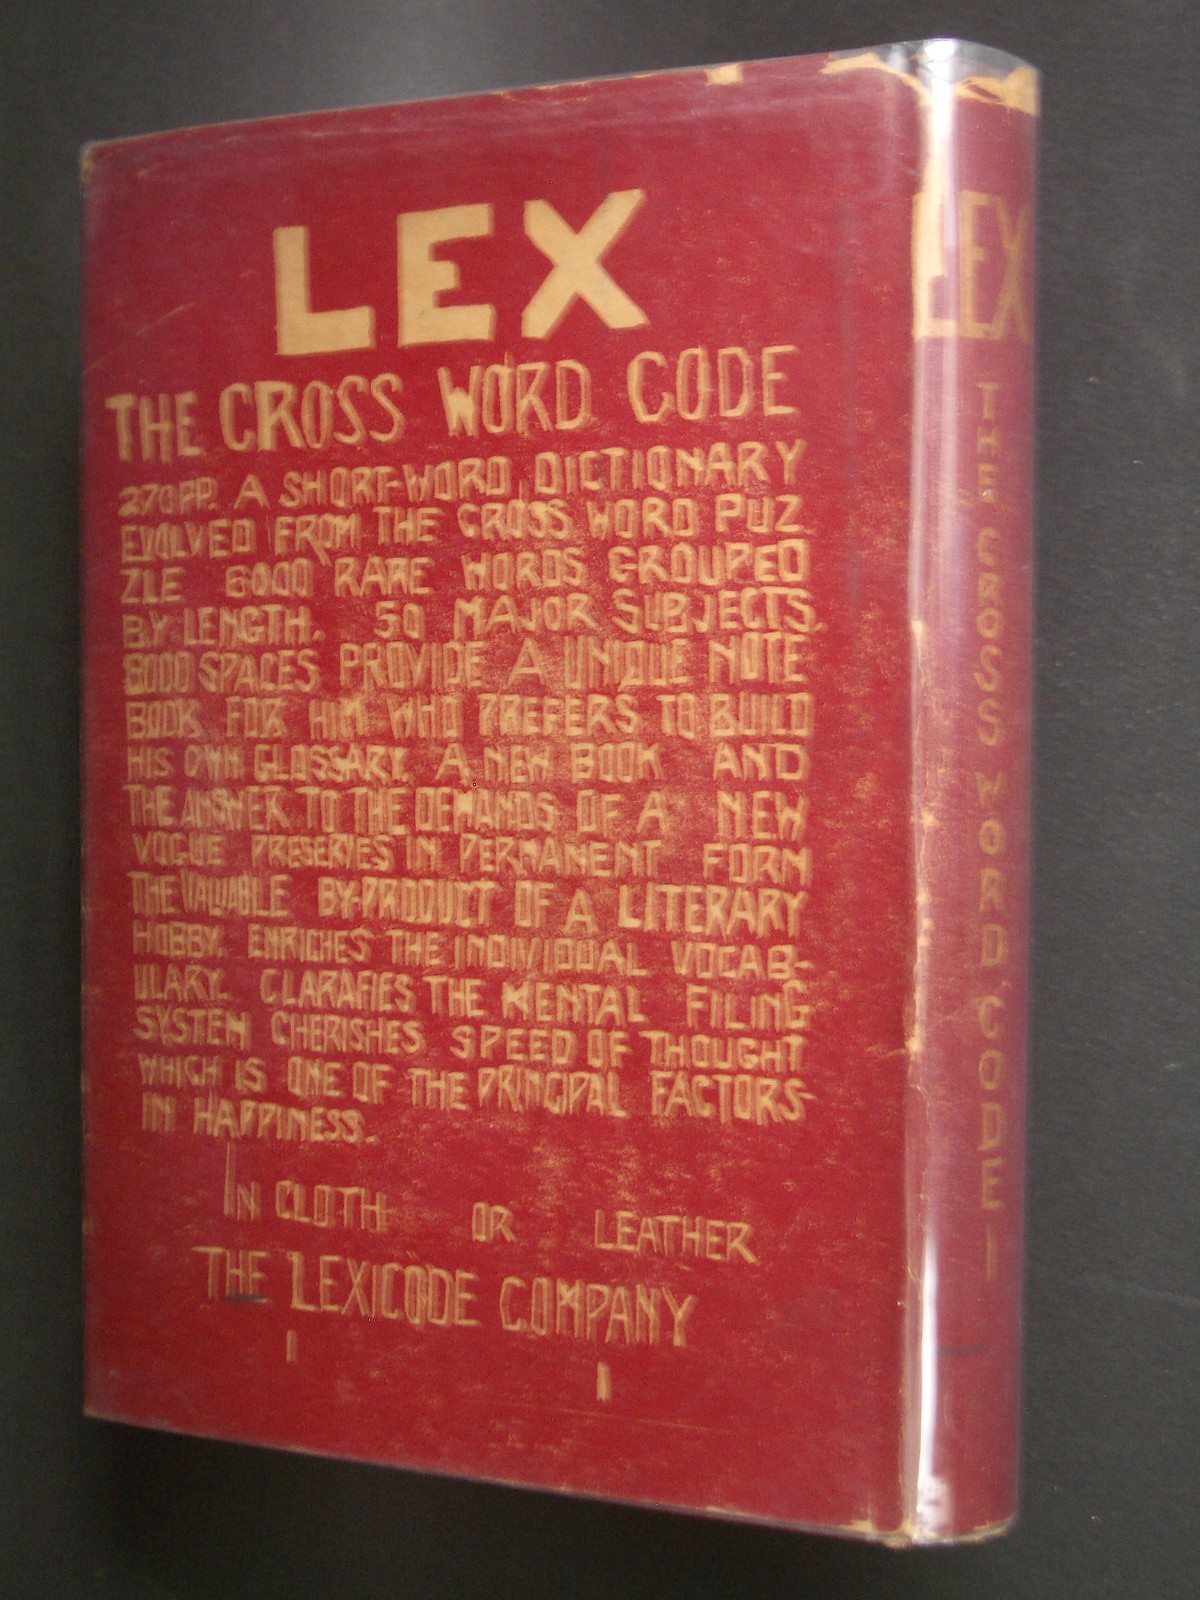 LEX
THE CROSS WORD CODE
270PP. A SHORT-WORD DICTIONARY
EVOLVED FROM THE CROSS WORD PUZ
ZLE 6000 RARE WORDS GROUPED
BY LENGTH. 50 MAJOR SUBJECTS.
8000 SPACES PROVIDE A UNIQUE NOTE
BOOK FOR HIM WHO PREFERS TO BUILD
HIS OWN GLOSSARY. A NEW BOOK AND
THE ANSWER TO THE DEMANDS OF A NEW
VOGUE PRESERVES IN PERMANENT FORM
THE VALUABLE BY-PRODUCT OF A LITERARY
HOBBY. ENRICHES THE INDIVIDUAL VOCAB-
ULARY. CLARAFIES THE MENTAL FILING
SYSTEM CHERISHES SPEED OF THOUGHT
WHICH IS ONE OF THE PRINCIPAL FACTORS-
IN HAPPINESS.
IN CLOTH OR LEATHER
THE LEXICODE COMPANY
LEX
THE CROSS WORD CODE